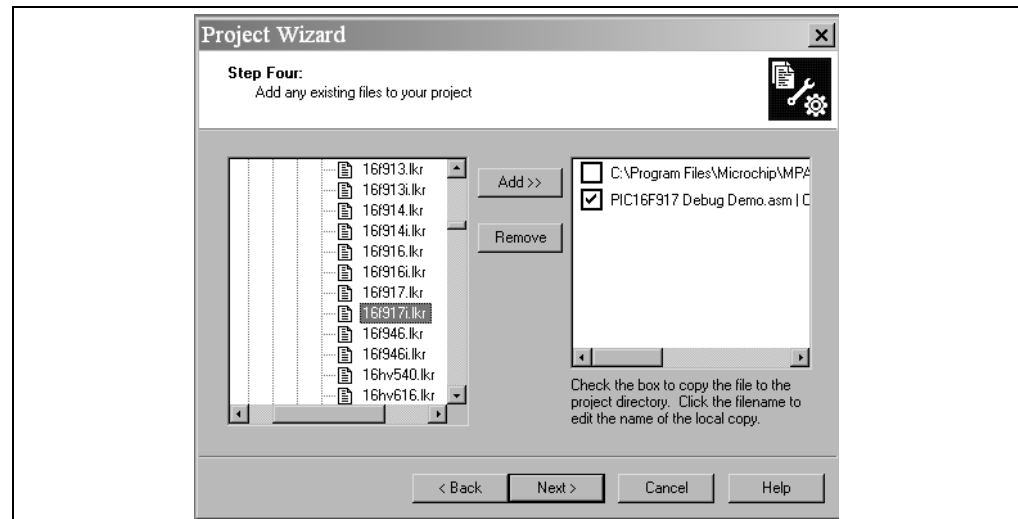 Project Wizard
Step Four:
Add any existing files to your project
16f913.lkr
16f913i.lkr
16f914.lkr
16f914i.lkr
16f916.lkr
16f916i.lkr
16f917.lkr
16f917i.lkr
16f946.lkr
16f946i.lkr
16hv540.lkr
16hv616.lkr
Add >>
Remove
C:\Program Files\Microchip\MPA
PIC16F917 Debug Demo.asm | C
Check the box to copy the file to the
project directory. Click the filename to
edit the name of the local copy.
< Back
Next >
Cancel
Help